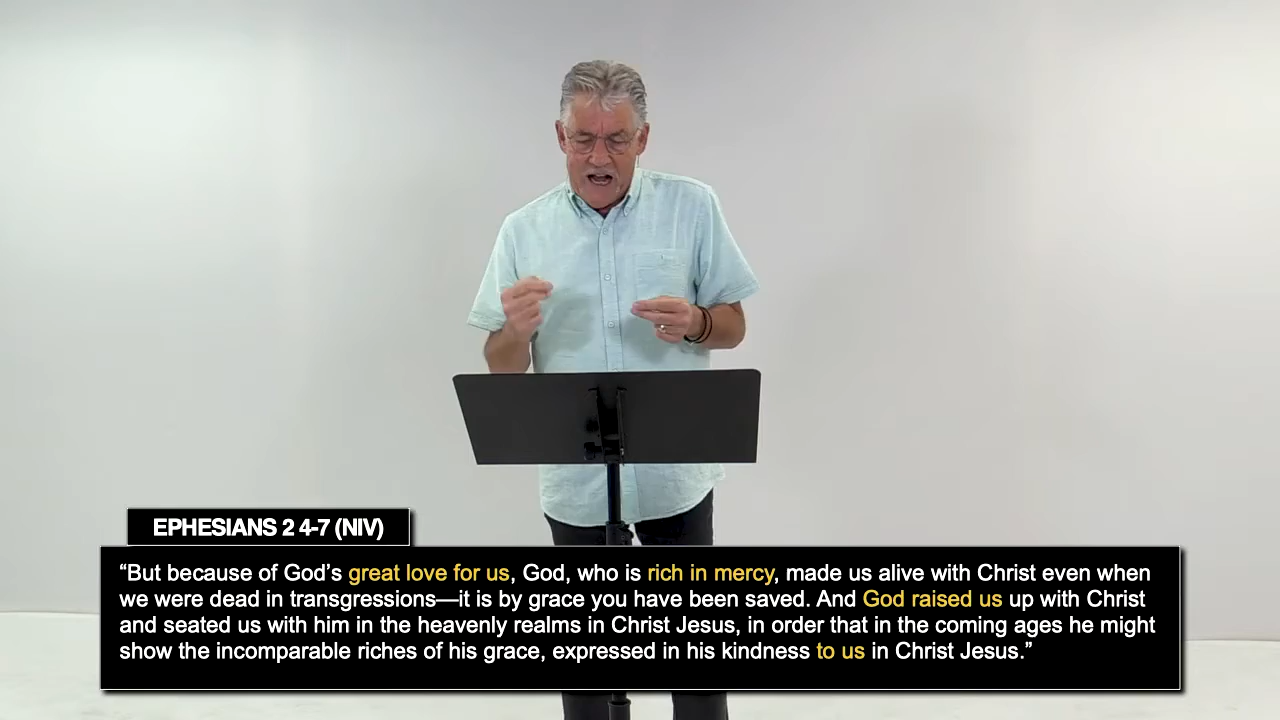 EPHESIANS 2 4-7 (NIV)
“But because of God’s great love for us, God, who is rich in mercy, made us alive with Christ even when
we were dead in transgressions—it is by grace you have been saved. And God raised us up with Christ
and seated us with him in the heavenly realms in Christ Jesus, in order that in the coming ages he might
show the incomparable riches of his grace, expressed in his kindness to us in Christ Jesus.”